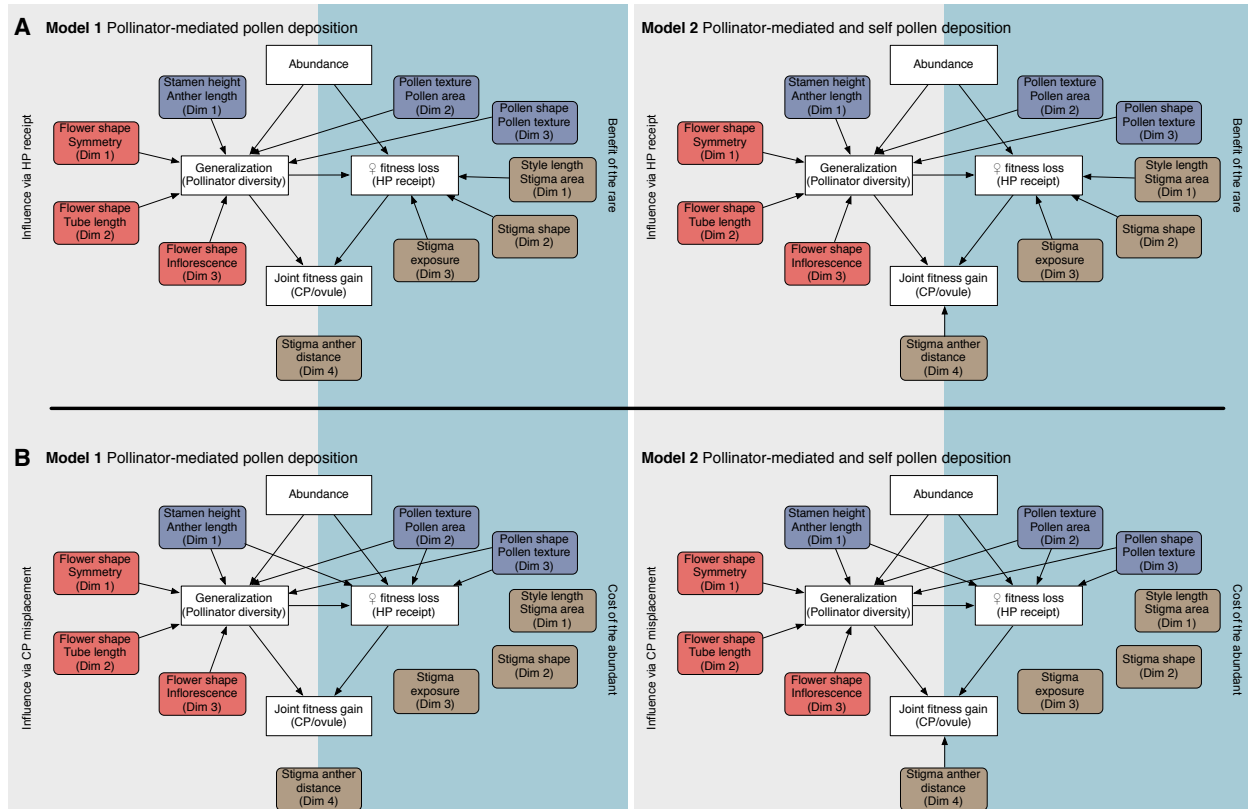 A Model 1 Pollinator-mediated pollen deposition
Abundance
Stamen height
Anther length
(Dim 1)
Pollen texture
Pollen area
(Dim 2)
Pollen shape
Pollen texture
(Dim 3)
Flower shape
Symmetry
(Dim 1)
Generalization
(Pollinator diversity)
♀ fitness loss
(HP receipt)
Style length
Stigma area
(Dim 1)
Flower shape
Tube length
(Dim 2)
Flower shape
Inflorescence
(Dim 3)
Stigma shape
(Dim 2)
Stigma
exposure
(Dim 3)
Joint fitness gain
(CP/ovule)
Stigma anther
distance
(Dim 4)
Influence via HP receipt
Benefit of the rare
Model 2 Pollinator-mediated and self pollen deposition
Abundance
Stamen height
Anther length
(Dim 1)
Pollen texture
Pollen area
(Dim 2)
Pollen shape
Pollen texture
(Dim 3)
Flower shape
Symmetry
(Dim 1)
Generalization
(Pollinator diversity)
♀ fitness loss
(HP receipt)
Style length
Stigma area
(Dim 1)
Flower shape
Tube length
(Dim 2)
Flower shape
Inflorescence
(Dim 3)
Stigma shape
(Dim 2)
Stigma
exposure
(Dim 3)
Joint fitness gain
(CP/ovule)
Stigma anther
distance
(Dim 4)
Benefit of the rare
B Model 1 Pollinator-mediated pollen deposition
Abundance
Stamen height
Anther length
(Dim 1)
Pollen texture
Pollen area
(Dim 2)
Pollen shape
Pollen texture
(Dim 3)
Flower shape
Symmetry
(Dim 1)
Generalization
(Pollinator diversity)
♀ fitness loss
(HP receipt)
Style length
Stigma area
(Dim 1)
Flower shape
Tube length
(Dim 2)
Flower shape
Inflorescence
(Dim 3)
Stigma shape
(Dim 2)
Stigma
exposure
(Dim 3)
Joint fitness gain
(CP/ovule)
Stigma anther
distance
(Dim 4)
Influence via CP misplacement
Cost of the abundant
Model 2 Pollinator-mediated and self pollen deposition
Abundance
Stamen height
Anther length
(Dim 1)
Pollen texture
Pollen area
(Dim 2)
Pollen shape
Pollen texture
(Dim 3)
Flower shape
Symmetry
(Dim 1)
Generalization
(Pollinator diversity)
♀ fitness loss
(HP receipt)
Style length
Stigma area
(Dim 1)
Flower shape
Tube length
(Dim 2)
Flower shape
Inflorescence
(Dim 3)
Stigma shape
(Dim 2)
Stigma
exposure
(Dim 3)
Joint fitness gain
(CP/ovule)
Stigma anther
distance
(Dim 4)
Influence via CP misplacement
Cost of the abundant
Influence via HP receipt